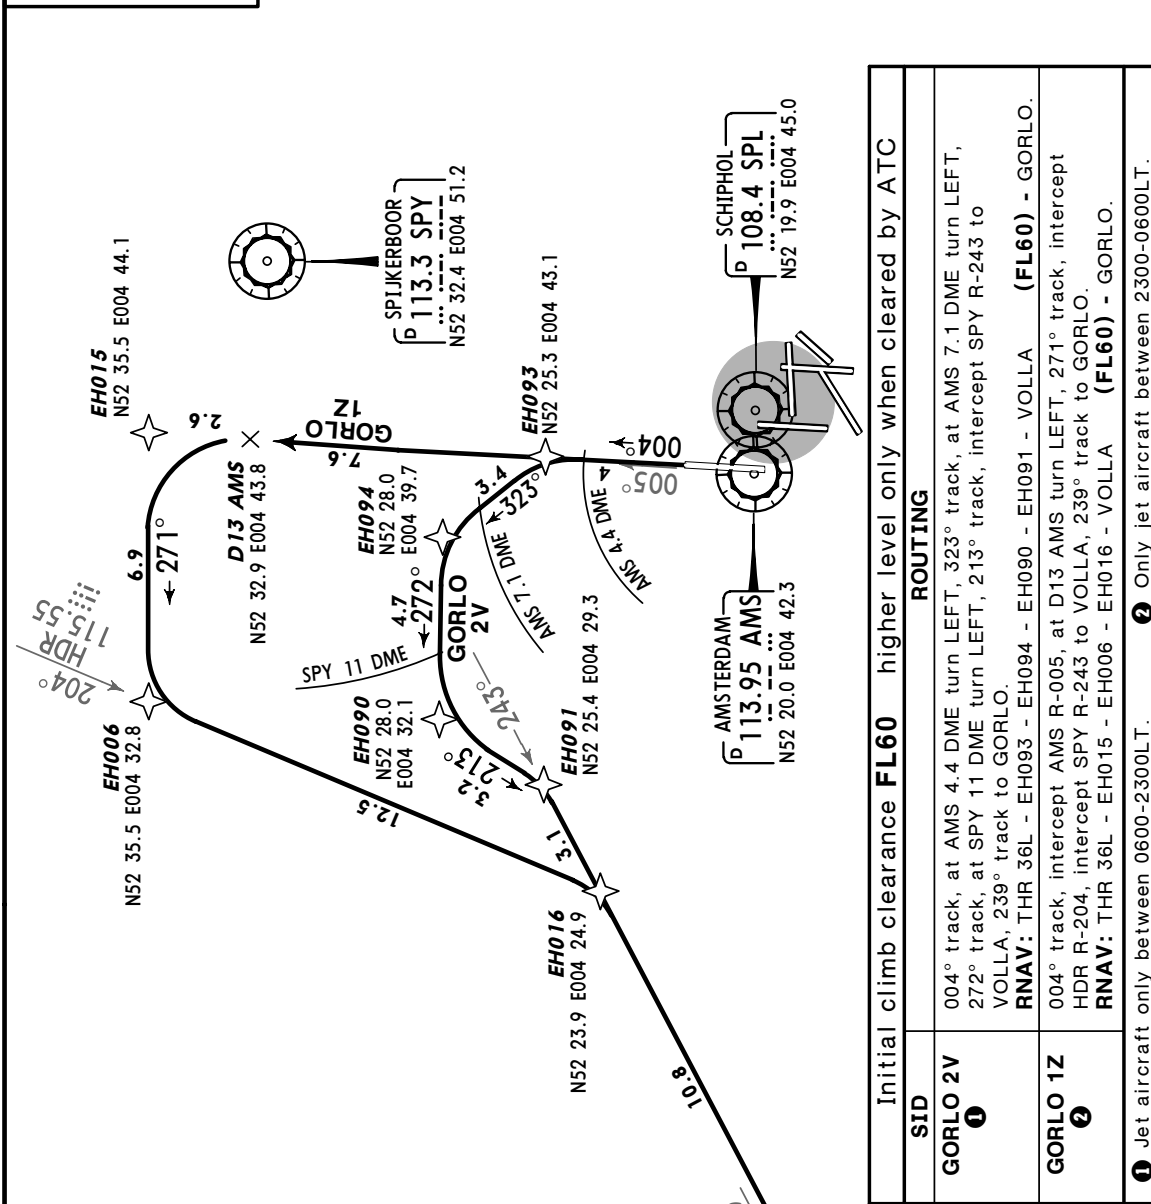 EH015
N52 35.5 E004 44.1
2.6
SPIJKERBOOR
D 113.3 SPY
N52 32.4 E004 51.2
D13 AMS
N52 32.9 E004 43.8
6.9
271°
HDR
115.55
204°
EH006
N52 35.5 E004 32.8
GORLO
1Z
7.6
EH093
N52 25.3 E004 43.1
EH094
N52 28.0
E004 39.7
3.4
323°
AMS 7.1 DME
AMS 4.4 DME
4
004°
005°
SCHIPHOL
D 108.4 SPL
N52 19.9 E004 45.0
4.7
272°
GORLO
2V
SPY 11 DME
EH090
N52 28.0
E004 32.1
243°
213°
3.2
EH091
N52 25.4 E004 29.3
AMSTERDAM
D 113.95 AMS
N52 20.0 E004 42.3
12.5
3.1
EH016
N52 23.9 E004 24.9
10.8
Initial climb clearance FL60 higher level only when cleared by ATC
SID
ROUTING
GORLO 2V
❶
004° track, at AMS 4.4 DME turn LEFT, 323° track, at AMS 7.1 DME turn LEFT,
272° track, at SPY 11 DME turn LEFT, 213° track, intercept SPY R-243 to
VOLLA, 239° track to GORLO.
RNAV: THR 36L - EH093 - EH094 - EH090 - EH091 - VOLLA (FL60) - GORLO.
GORLO 1Z
❷
004° track, intercept AMS R-005, at D13 AMS turn LEFT, 271° track, intercept
HDR R-204, intercept SPY R-243 to VOLLA, 239° track to GORLO.
RNAV: THR 36L - EH015 - EH006 - EH016 - VOLLA (FL60) - GORLO.
❶ Jet aircraft only between 0600-2300LT. ❷ Only jet aircraft between 2300-0600LT.